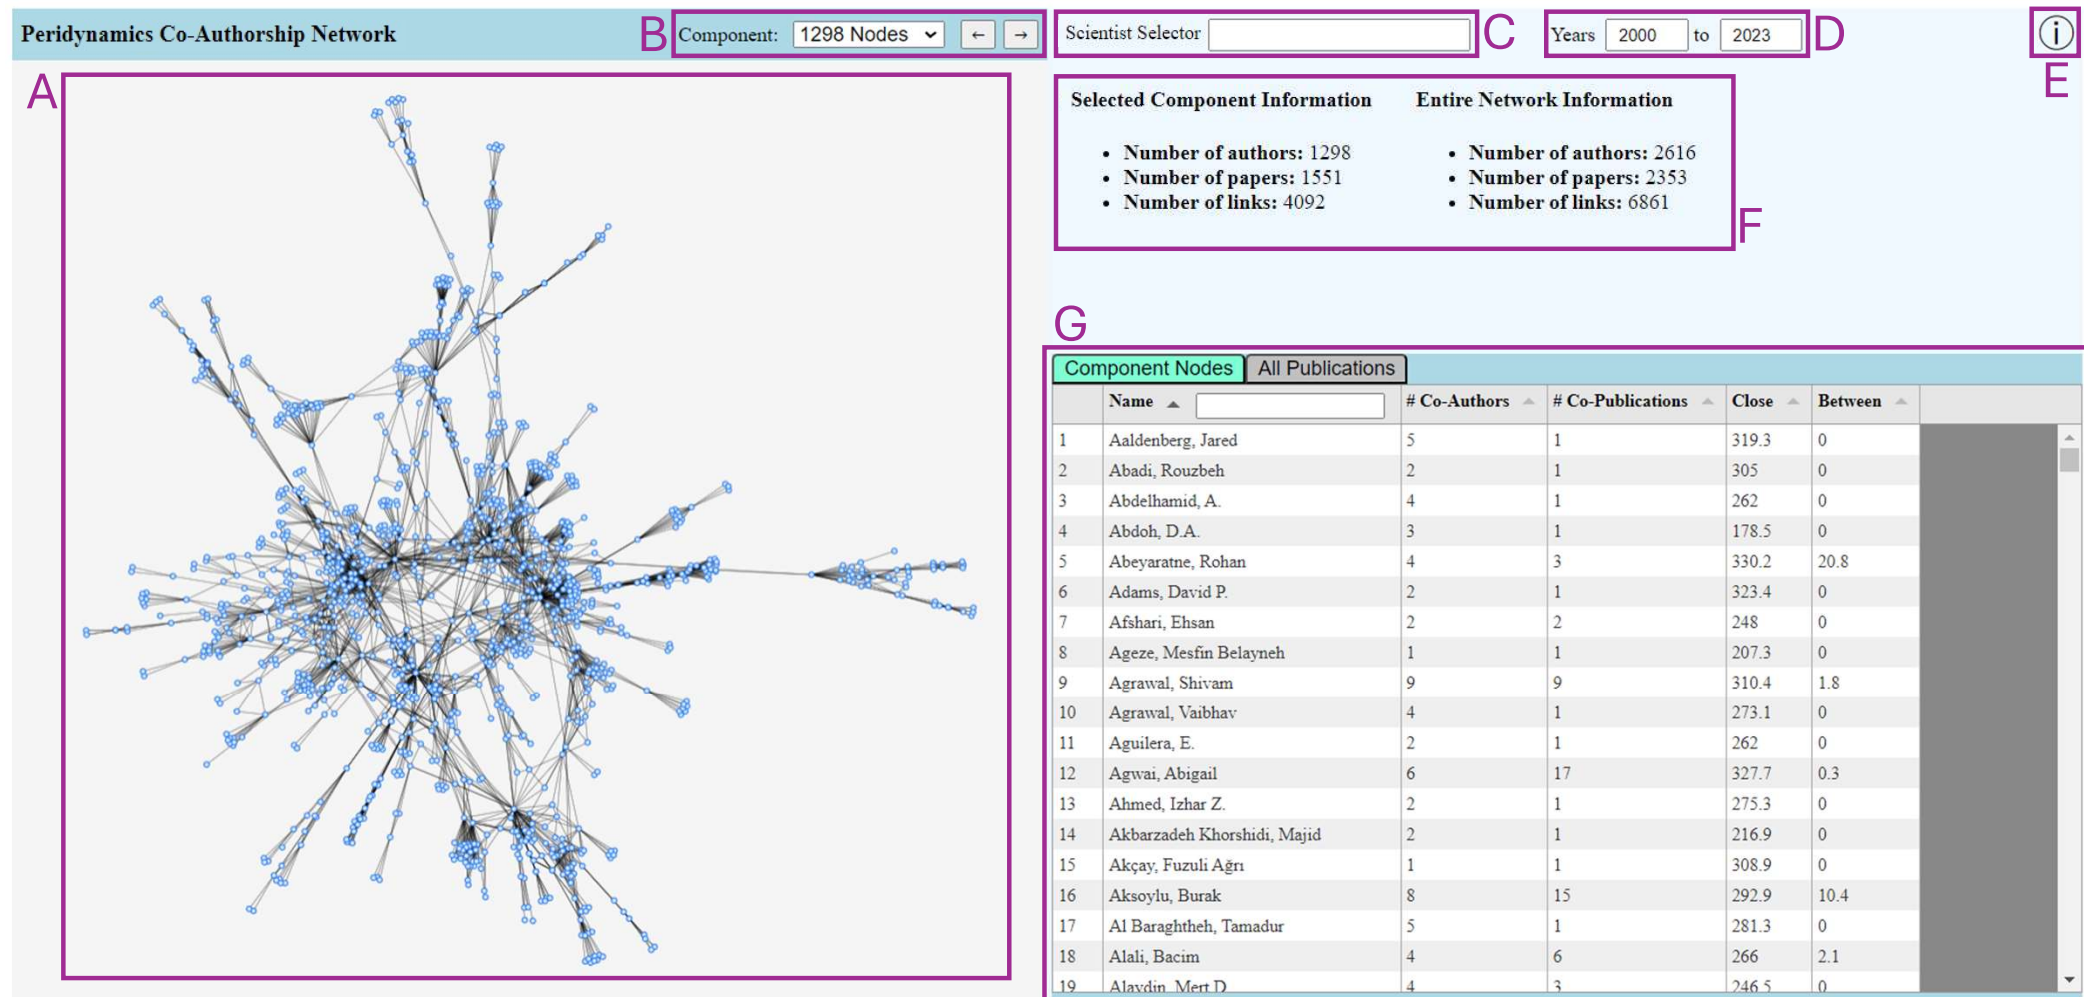 Peridynamics Co-Authorship Network
B Component: 1298 Nodes ← →
Scientist Selector C
Years 2000 to 2023 D
E
A
Selected Component Information
Number of authors: 1298
Number of papers: 1551
Number of links: 4092
Entire Network Information
Number of authors: 2616
Number of papers: 2353
Number of links: 6861
F
G
Component Nodes All Publications
Name # Co-Authors # Co-Publications Close Between
1 Aaldenberg, Jared 5 1 319.3 0
2 Abadi, Rouzbeh 2 1 305 0
3 Abdelhamid, A. 4 1 262 0
4 Abdoh, D.A. 3 1 178.5 0
5 Abeyaratne, Rohan 4 3 330.2 20.8
6 Adams, David P. 2 1 323.4 0
7 Afshari, Ehsan 2 2 248 0
8 Ageze, Mesfin Belayneh 1 1 207.3 0
9 Agrawal, Shivam 9 9 310.4 1.8
10 Agrawal, Vaibhav 4 1 273.1 0
11 Aguilera, E. 2 1 262 0
12 Agwai, Abigail 6 17 327.7 0.3
13 Ahmed, Izhar Z. 2 1 275.3 0
14 Akbarzadeh Khorshidi, Majid 2 1 216.9 0
15 Akçay, Fuzuli Ağrı 1 1 308.9 0
16 Aksoylu, Burak 8 15 292.9 10.4
17 Al Baraghtheh, Tamadur 5 1 281.3 0
18 Alali, Bacim 4 6 266 2.1
19 Alaydin, Mert D 4 3 246.5 0